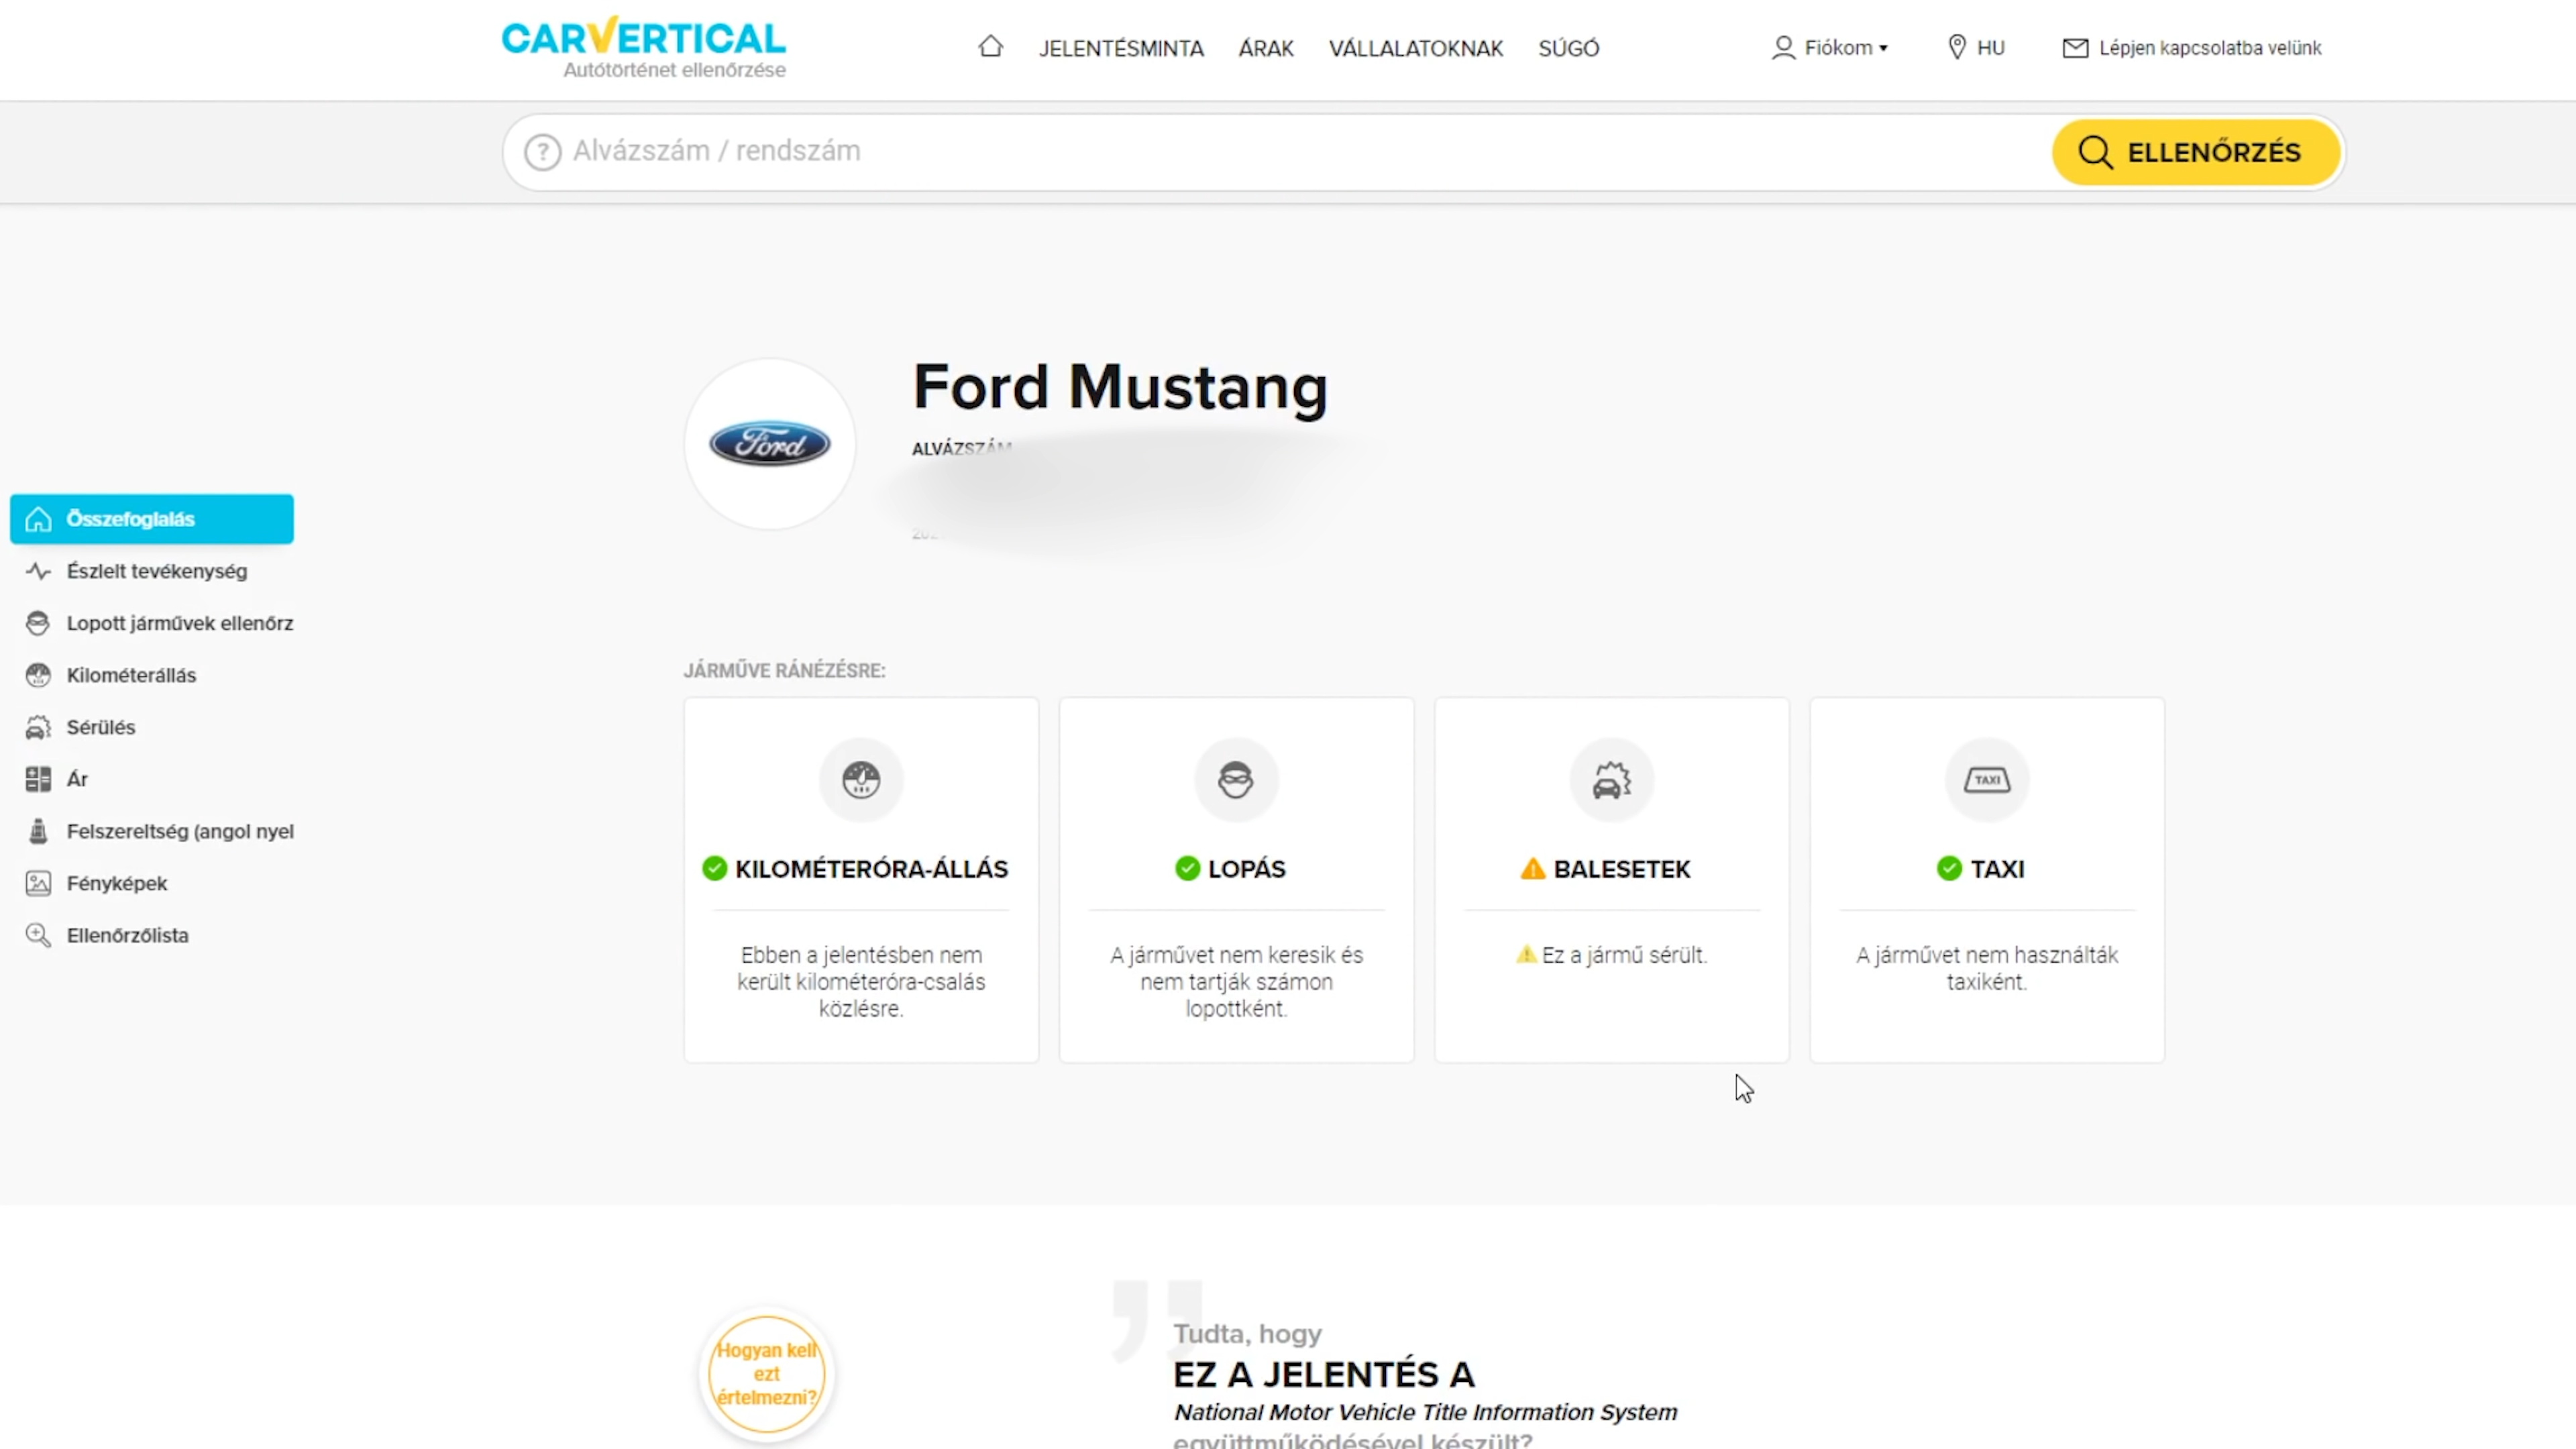 CARVERTICAL
Autótörténet ellenőrzése
JELENTÉSMINTA
ÁRAK
VÁLLALATOKNAK
SÚGÓ
Fiókom
HU
Lépjen kapcsolatba velünk
Alvázszám / rendszám
ELLENŐRZÉS
Ford
Ford Mustang
ALVÁZSZÁM
Összefoglalás
Észlelt tevékenység
Lopott járművek ellenőrz
Kilométerállás
Sérülés
Ár
Felszereltség (angol nyel
Fényképek
Ellenőrzőlista
JÁRMŰVE RÁNÉZÉSRE:
KILOMÉTERÓRA-ÁLLÁS
Ebben a jelentésben nem
került kilométeróra-csalás
közlésre.
LOPÁS
A járművet nem keresik és
nem tartják számon
lopottként.
BALESETEK
Ez a jármű sérült.
TAXI
TAXI
A járművet nem használták
taxiként.
Hogyan kell
ezt
értelmezni?
Tudta, hogy
EZ A JELENTÉS A
National Motor Vehicle Title Information System
együttműködésével készült?